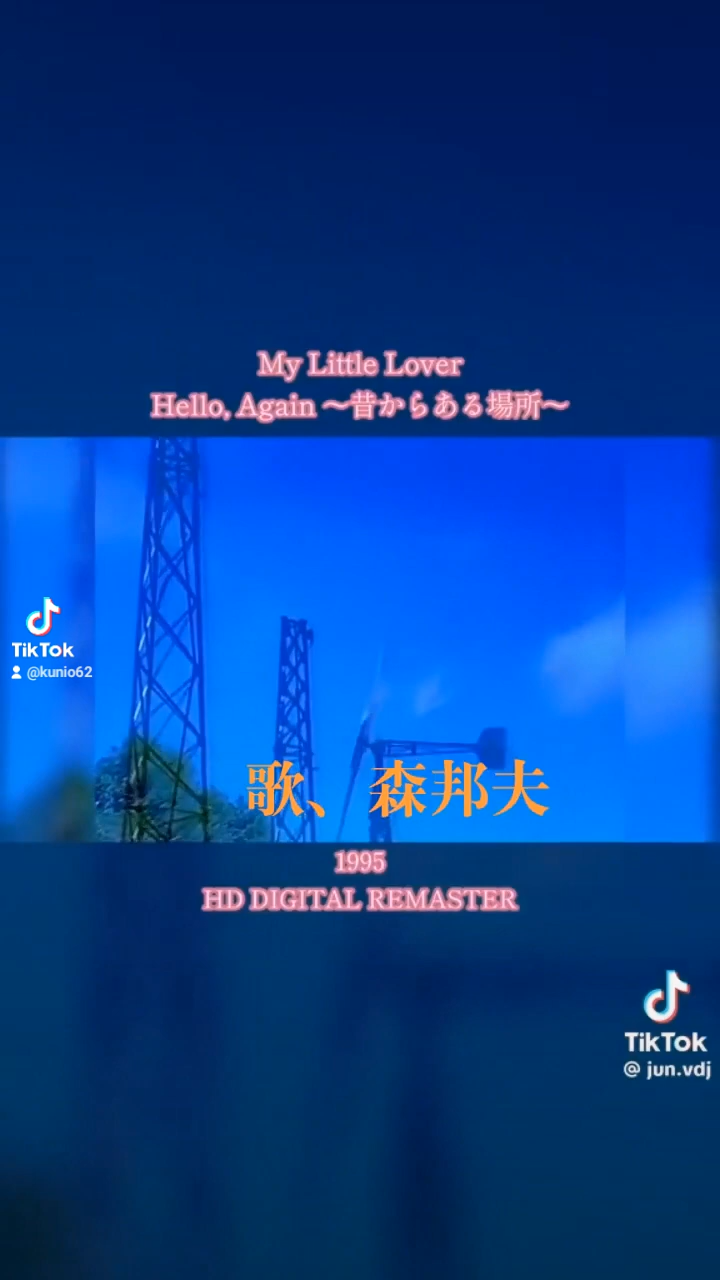 My Little Lover
Hello, Again 〜昔からある場所〜
TikTok
@kunio62
歌、森邦夫
1995
HD DIGITAL REMASTER
TikTok
@ jun.vdj